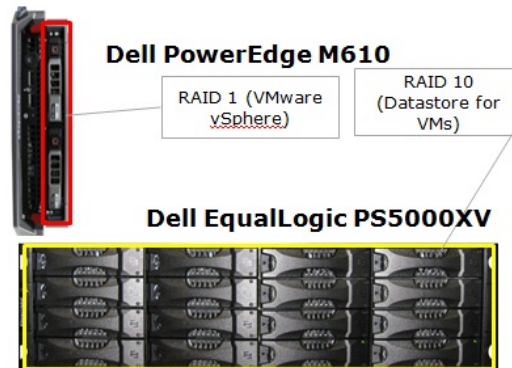 Dell PowerEdge M610
RAID 1 (VMware
vSphere)
RAID 10
(Datastore for
VMs)
Dell EqualLogic PS5000XV